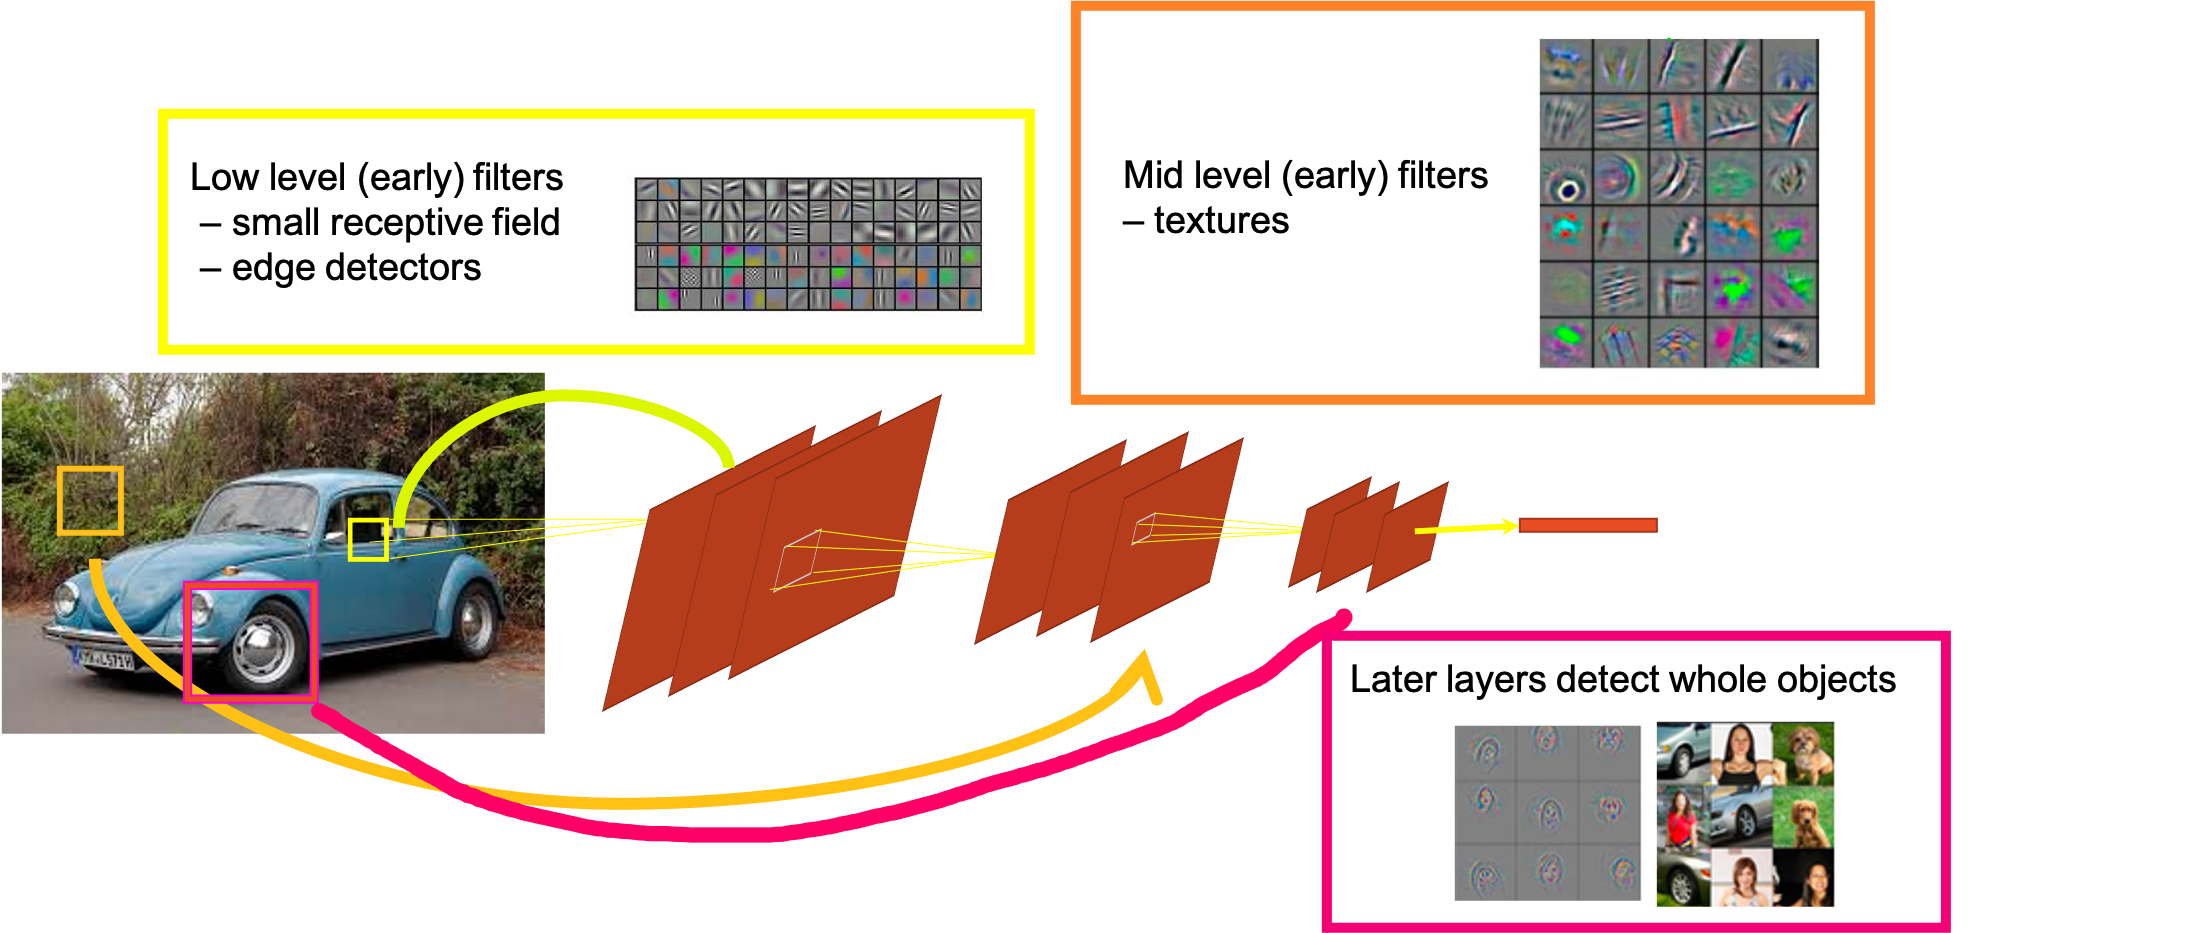 Low level (early) filters
– small receptive field
– edge detectors
Mid level (early) filters
– textures
Later layers detect whole objects